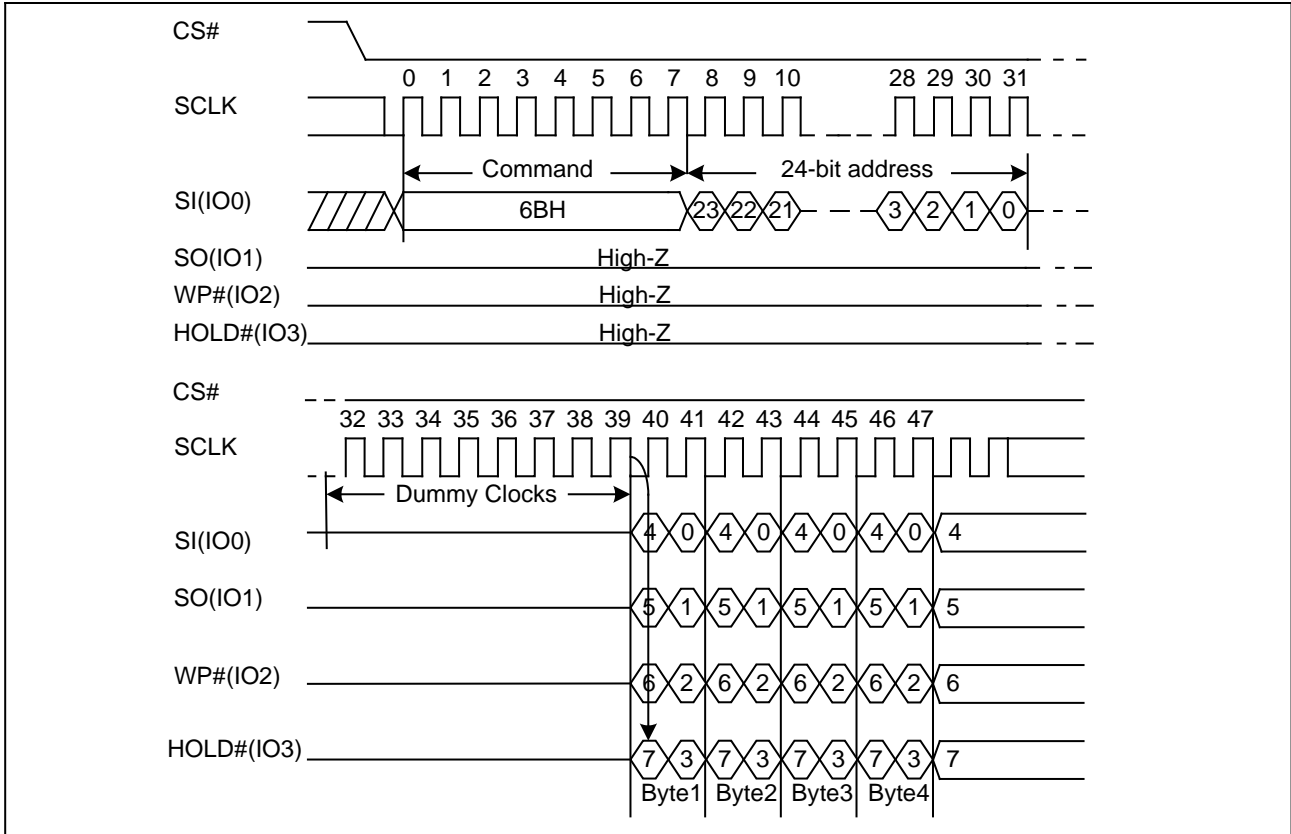 CS#
0 1 2 3 4 5 6 7 8 9 10 28 29 30 31
SCLK
Command 24-bit address
SI(IO0) 6BH 23 22 21 3 2 1 0
SO(IO1) High-Z
WP#(IO2) High-Z
HOLD#(IO3) High-Z
CS#
32 33 34 35 36 37 38 39 40 41 42 43 44 45 46 47
SCLK
Dummy Clocks
SI(IO0) 4 0 4 0 4 0 4 0 4
SO(IO1) 5 1 5 1 5 1 5 1 5
WP#(IO2) 6 2 6 2 6 2 6 2 6
HOLD#(IO3) 7 3 7 3 7 3 7 3 7
Byte1 Byte2 Byte3 Byte4